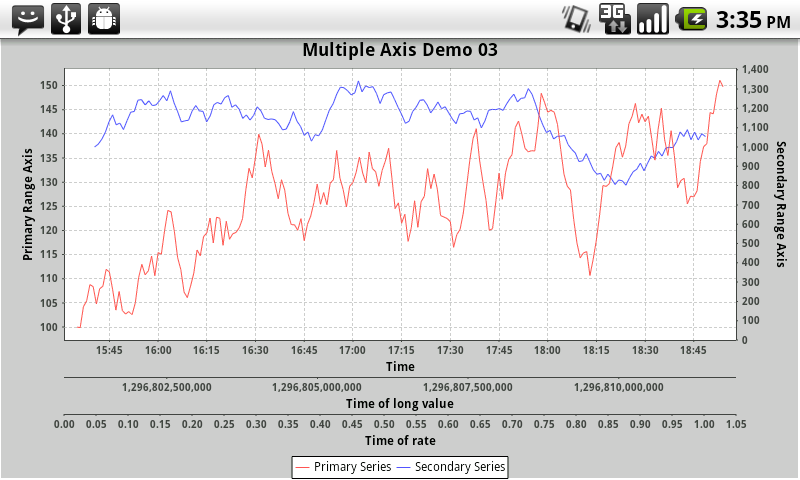 3G 3:35 PM
Multiple Axis Demo 03
Primary Range Axis
150
145
140
135
130
125
120
115
110
105
100
Secondary Range Axis
1,400
1,300
1,200
1,100
1,000
900
800
700
600
500
400
300
200
100
0
15:45 16:00 16:15 16:30 16:45 17:00 17:15 17:30 17:45 18:00 18:15 18:30 18:45
Time
1,296,802,500,000 1,296,805,000,000 1,296,807,500,000 1,296,810,000,000
Time of long value
0.00 0.05 0.10 0.15 0.20 0.25 0.30 0.35 0.40 0.45 0.50 0.55 0.60 0.65 0.70 0.75 0.80 0.85 0.90 0.95 1.00 1.05
Time of rate
Primary Series Secondary Series